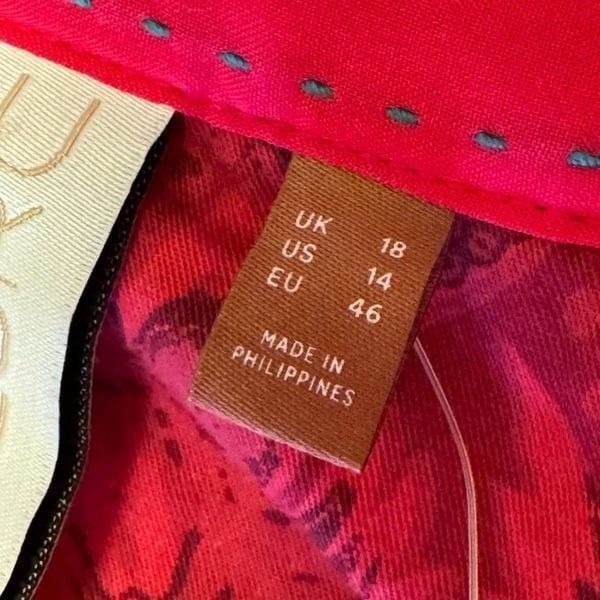 UK 18
US 14
EU 46
MADE IN
PHILIPPINES